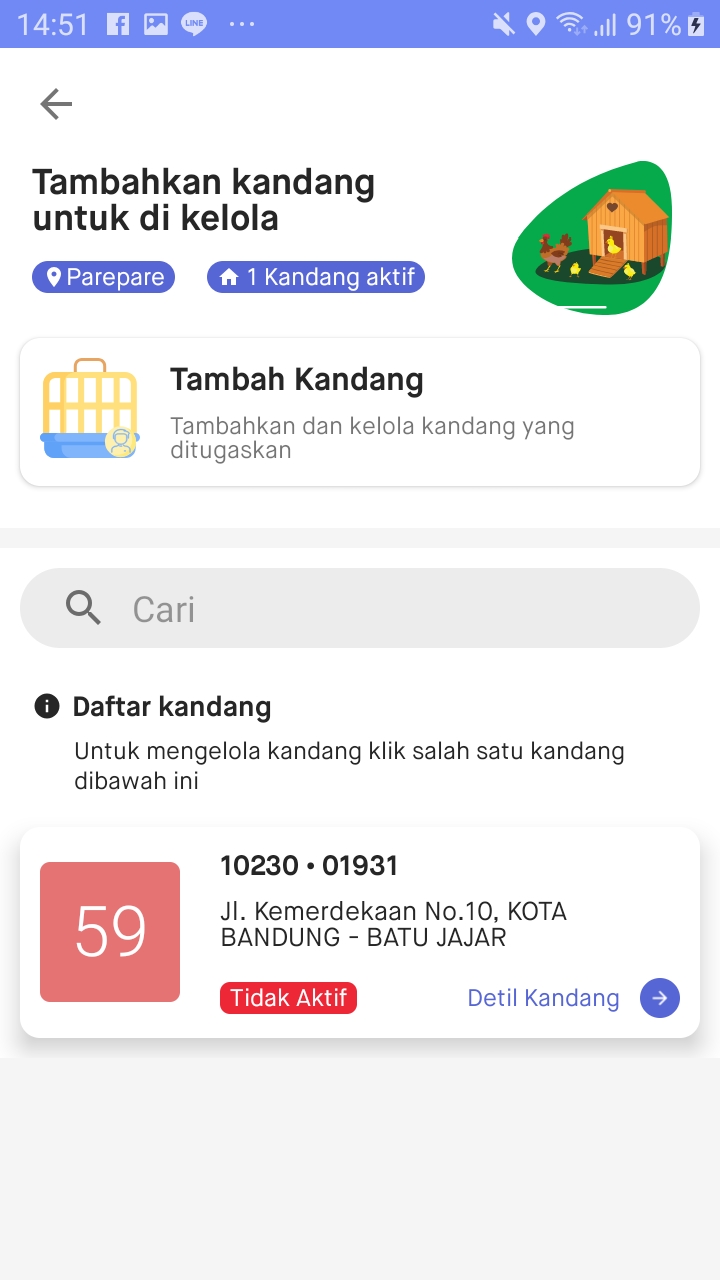 14:51
LINE
91%
Tambahkan kandang
untuk di kelola
Parepare
1 Kandang aktif
Tambah Kandang
Tambahkan dan kelola kandang yang
ditugaskan
Cari
Daftar kandang
Untuk mengelola kandang klik salah satu kandang
dibawah ini
59
10230 • 01931
Jl. Kemerdekaan No.10, KOTA
BANDUNG - BATU JAJAR
Tidak Aktif
Detil Kandang